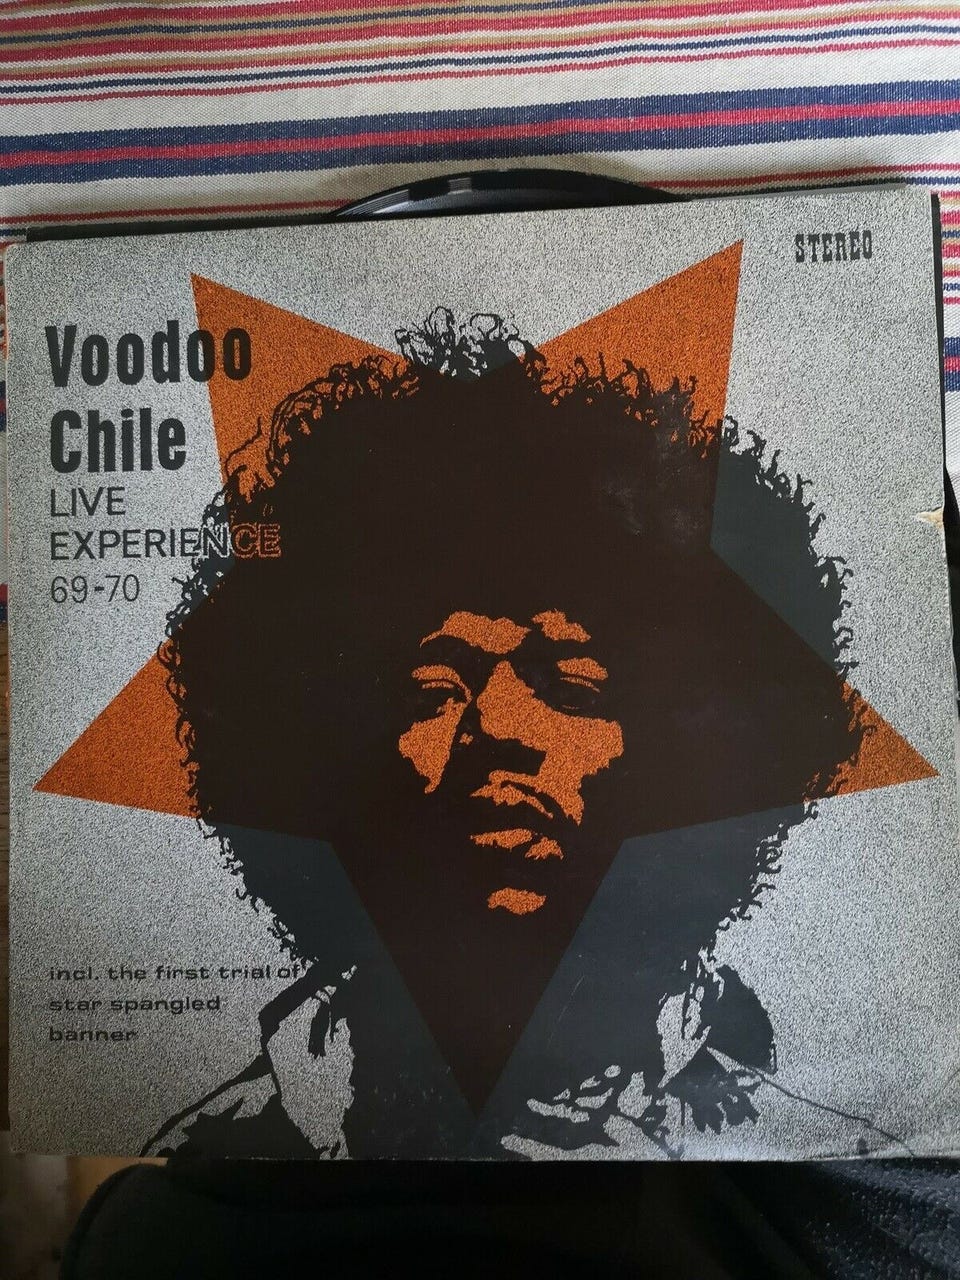 STEREO
Voodoo
Chile
LIVE
EXPERIENCE
69-70
incl. the first trial of
star spangled
banner